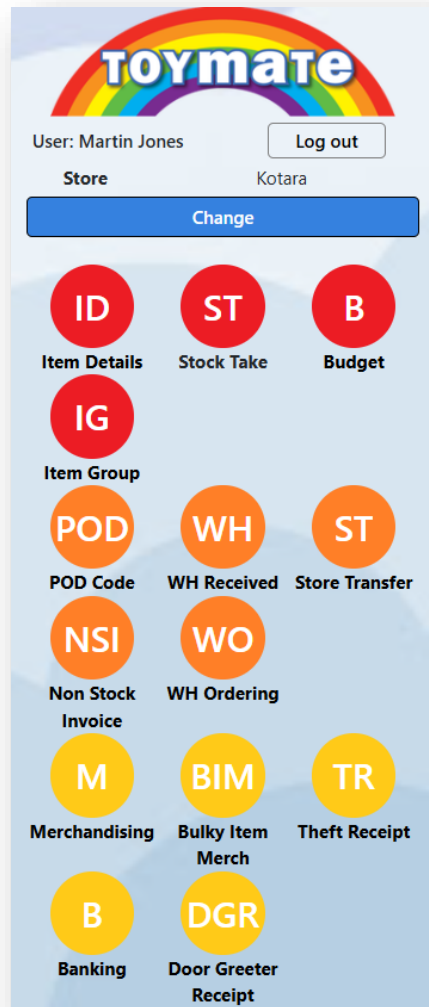 TOYMATE
User: Martin Jones Log out
Store Kotara
Change
ID ST B
Item Details Stock Take Budget
IG
Item Group
POD WH ST
POD Code WH Received Store Transfer
NSI WO
Non Stock WH Ordering
Invoice
M BIM TR
Merchandising Bulky Item Theft Receipt
Merch
B DGR
Banking Door Greeter
Receipt